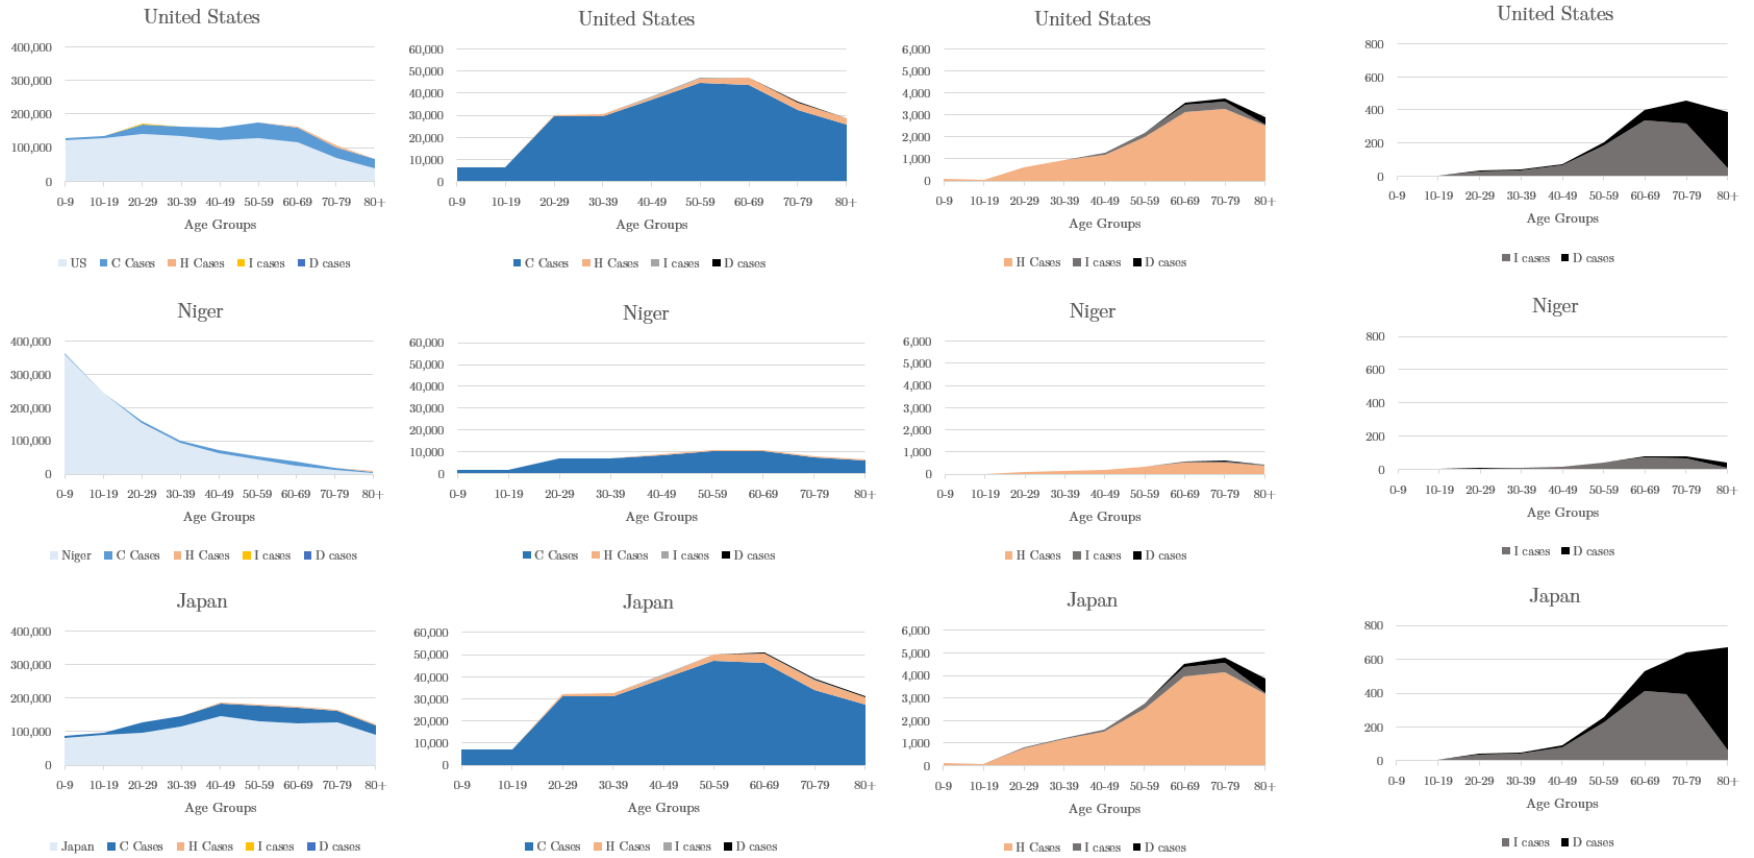 United States
400,000
300,000
200,000
100,000
0
0-9 10-19 20-29 30-39 40-49 50-59 60-69 70-79 80+
Age Groups
US C Cases H Cases I cases D cases
United States
60,000
50,000
40,000
30,000
20,000
10,000
0
0-9 10-19 20-29 30-39 40-49 50-59 60-69 70-79 80+
Age Groups
C Cases H Cases I cases D cases
United States
6,000
5,000
4,000
3,000
2,000
1,000
0
0-9 10-19 20-29 30-39 40-49 50-59 60-69 70-79 80+
Age Groups
H Cases I cases D cases
United States
800
600
400
200
0
0-9 10-19 20-29 30-39 40-49 50-59 60-69 70-79 80+
Age Groups
I cases D cases
Niger
400,000
300,000
200,000
100,000
0
0-9 10-19 20-29 30-39 40-49 50-59 60-69 70-79 80+
Age Groups
Niger C Cases H Cases I cases D cases
Niger
60,000
50,000
40,000
30,000
20,000
10,000
0
0-9 10-19 20-29 30-39 40-49 50-59 60-69 70-79 80+
Age Groups
C Cases H Cases I cases D cases
Niger
6,000
5,000
4,000
3,000
2,000
1,000
0
0-9 10-19 20-29 30-39 40-49 50-59 60-69 70-79 80+
Age Groups
H Cases I cases D cases
Niger
800
600
400
200
0
0-9 10-19 20-29 30-39 40-49 50-59 60-69 70-79 80+
Age Groups
I cases D cases
Japan
400,000
300,000
200,000
100,000
0
0-9 10-19 20-29 30-39 40-49 50-59 60-69 70-79 80+
Age Groups
Japan C Cases H Cases I cases D cases
Japan
60,000
50,000
40,000
30,000
20,000
10,000
0
0-9 10-19 20-29 30-39 40-49 50-59 60-69 70-79 80+
Age Groups
C Cases H Cases I cases D cases
Japan
6,000
5,000
4,000
3,000
2,000
1,000
0
0-9 10-19 20-29 30-39 40-49 50-59 60-69 70-79 80+
Age Groups
H Cases I cases D cases
Japan
800
600
400
200
0
0-9 10-19 20-29 30-39 40-49 50-59 60-69 70-79 80+
Age Groups
I cases D cases